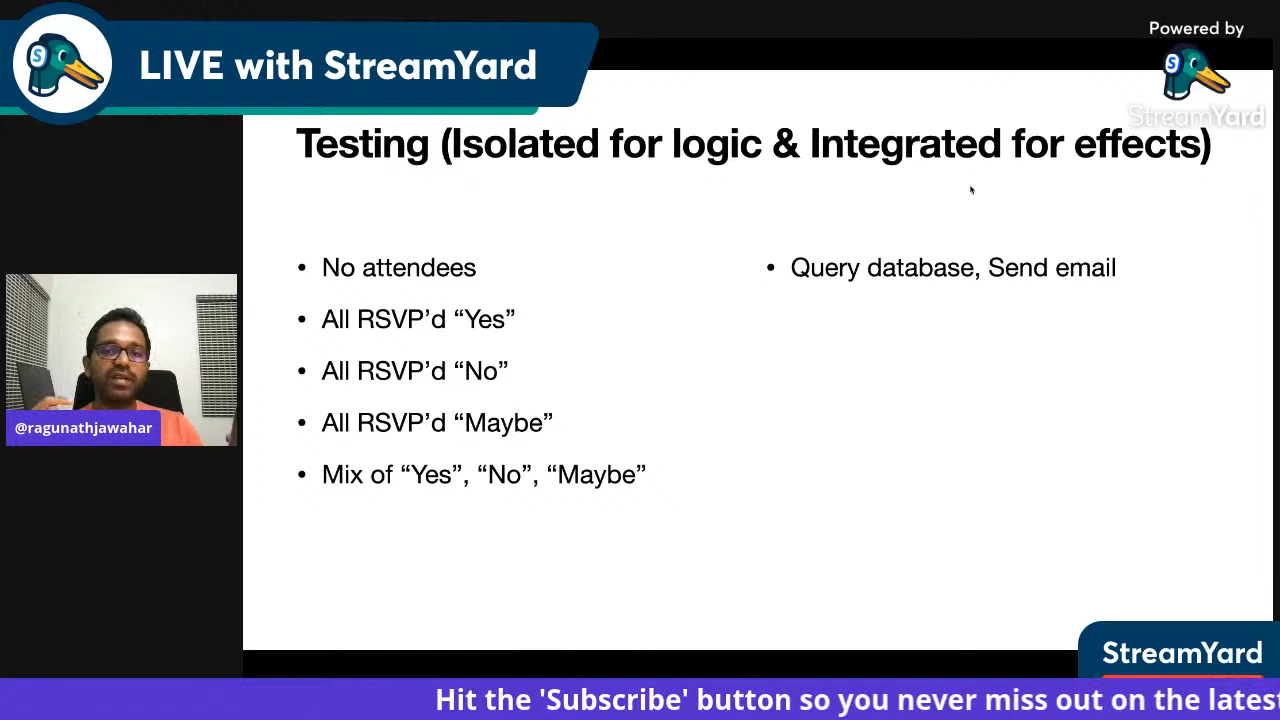 Powered by
S
LIVE with StreamYard
S
StreamYard
Testing (Isolated for logic & Integrated for effects)
• No attendees
• All RSVP’d “Yes”
• All RSVP’d “No”
• All RSVP’d “Maybe”
• Mix of “Yes”, “No”, “Maybe”
• Query database, Send email
@ragunathjawahar
StreamYard
Hit the 'Subscribe' button so you never miss out on the latest